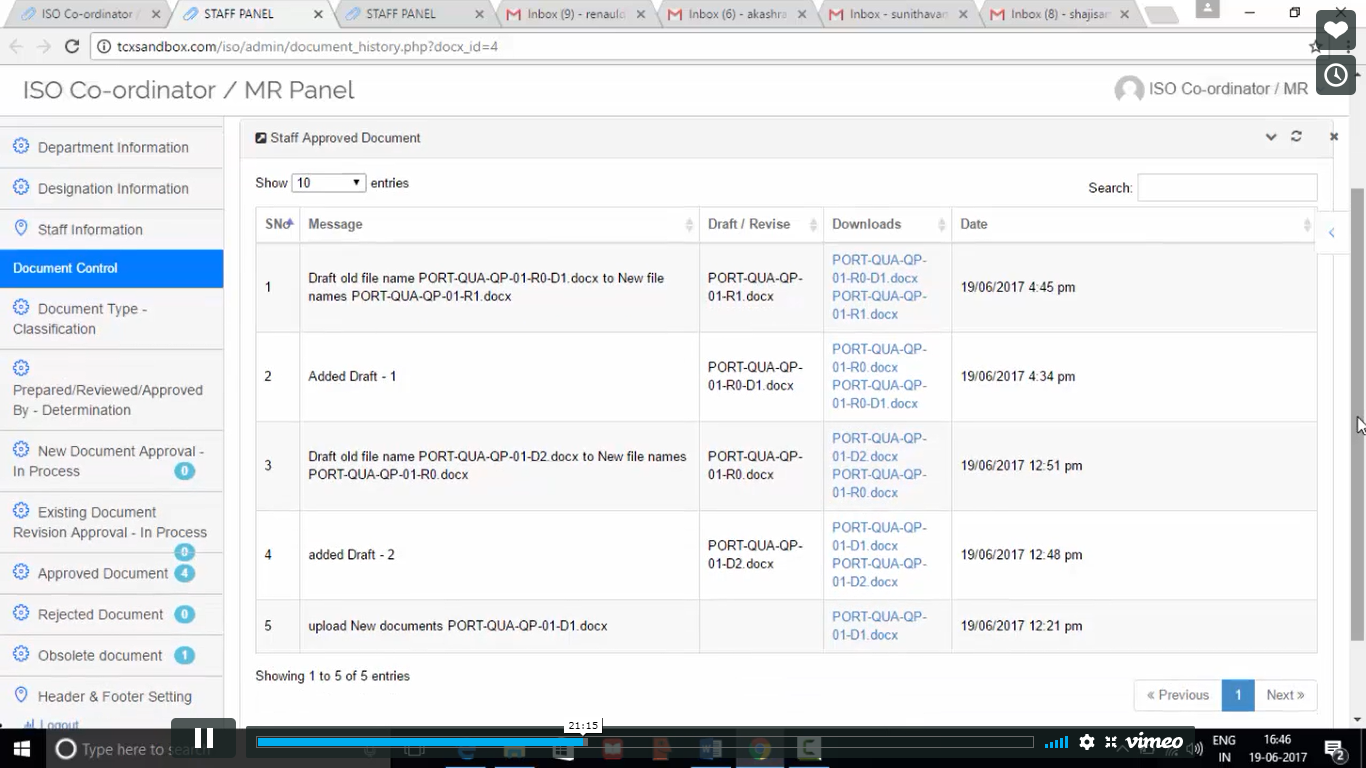 ISO Co-ordinator / MR
STAFF PANEL
STAFF PANEL
Inbox (9) - renauld
Inbox (6) - akashra
Inbox - sunithavan
Inbox (8) - shajisan
tcxsandbox.com/iso/admin/document_history.php?docx_id=4
ISO Co-ordinator / MR Panel
ISO Co-ordinator / MR
Department Information
Designation Information
Staff Information
Document Control
Document Type -
Classification
Prepared/Reviewed/Approved
By - Determination
New Document Approval -
In Process 0
Existing Document
Revision Approval - In Process
0
Approved Document 4
Rejected Document 0
Obsolete document 1
Header & Footer Setting
Logout
Staff Approved Document
Show 10 entries
Search:
SNo Message Draft / Revise Downloads Date
1
Draft old file name PORT-QUA-QP-01-R0-D1.docx to New file
names PORT-QUA-QP-01-R1.docx
PORT-QUA-QP-
01-R1.docx
PORT-QUA-QP-
01-R0-D1.docx
PORT-QUA-QP-
01-R1.docx
19/06/2017 4:45 pm
2
Added Draft - 1
PORT-QUA-QP-
01-R0-D1.docx
PORT-QUA-QP-
01-R0.docx
PORT-QUA-QP-
01-R0-D1.docx
19/06/2017 4:34 pm
3
Draft old file name PORT-QUA-QP-01-D2.docx to New file names
PORT-QUA-QP-01-R0.docx
PORT-QUA-QP-
01-R0.docx
PORT-QUA-QP-
01-D2.docx
PORT-QUA-QP-
01-R0.docx
19/06/2017 12:51 pm
4
added Draft - 2
PORT-QUA-QP-
01-D2.docx
PORT-QUA-QP-
01-D1.docx
PORT-QUA-QP-
01-D2.docx
19/06/2017 12:48 pm
5
upload New documents PORT-QUA-QP-01-D1.docx
PORT-QUA-QP-
01-D1.docx
19/06/2017 12:21 pm
Showing 1 to 5 of 5 entries
« Previous 1 Next »
21:15
vimeo
Type here to
ENG
IN
16:46
19-06-2017
2